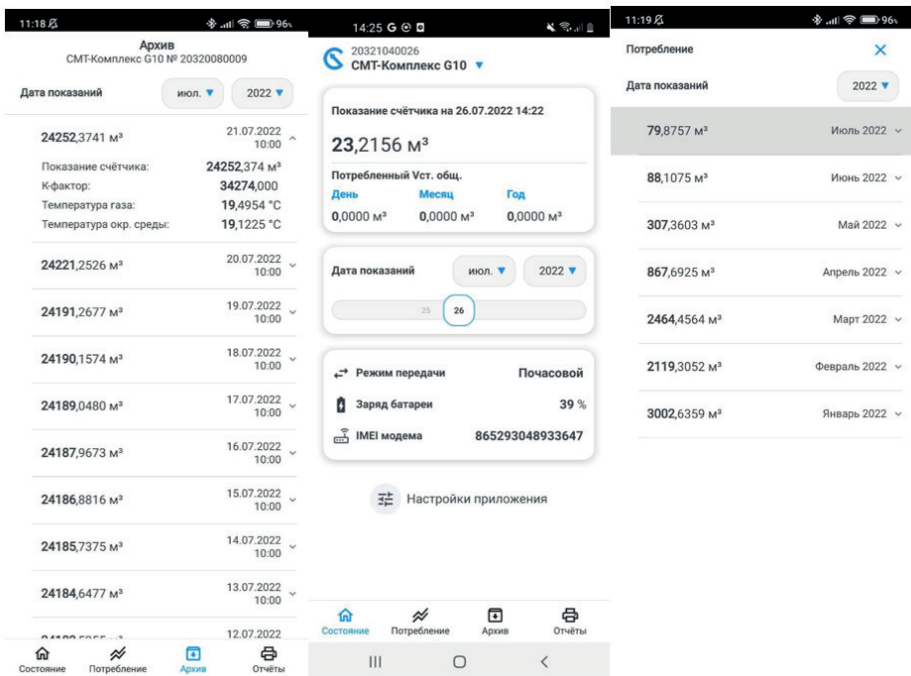 11:18
96%
Архив
СМТ-Комплекс G10 № 20320080009
Дата показаний
июл. ▼
2022 ▼
24252,3741 м³
21.07.2022
10:00
Показание счётчика: 24252,374 м³
К-фактор: 34274,000
Температура газа: 19,4954 °C
Температура окр. среды: 19,1225 °C
24221,2526 м³
20.07.2022
10:00
24191,2677 м³
19.07.2022
10:00
24190,1574 м³
18.07.2022
10:00
24189,0480 м³
17.07.2022
10:00
24187,9673 м³
16.07.2022
10:00
24186,8816 м³
15.07.2022
10:00
24185,7375 м³
14.07.2022
10:00
24184,6477 м³
13.07.2022
10:00
12.07.2022
Состояние
Потребление
Архив
Отчёты
14:25 G
20321040026
СМТ-Комплекс G10 ▼
Показание счётчика на 26.07.2022 14:22
23,2156 м³
Потребленный Vст. общ.
День Месяц Год
0,0000 м³ 0,0000 м³ 0,0000 м³
Дата показаний
июл. ▼
2022 ▼
25 26
Режим передачи Почасовой
Заряд батареи 39 %
IMEI модема 865293048933647
Настройки приложения
Состояние
Потребление
Архив
Отчёты
11:19
96%
Потребление
Дата показаний
2022 ▼
79,8757 м³ Июль 2022
88,1075 м³ Июнь 2022
307,3603 м³ Май 2022
867,6925 м³ Апрель 2022
2464,4564 м³ Март 2022
2119,3052 м³ Февраль 2022
3002,6359 м³ Январь 2022